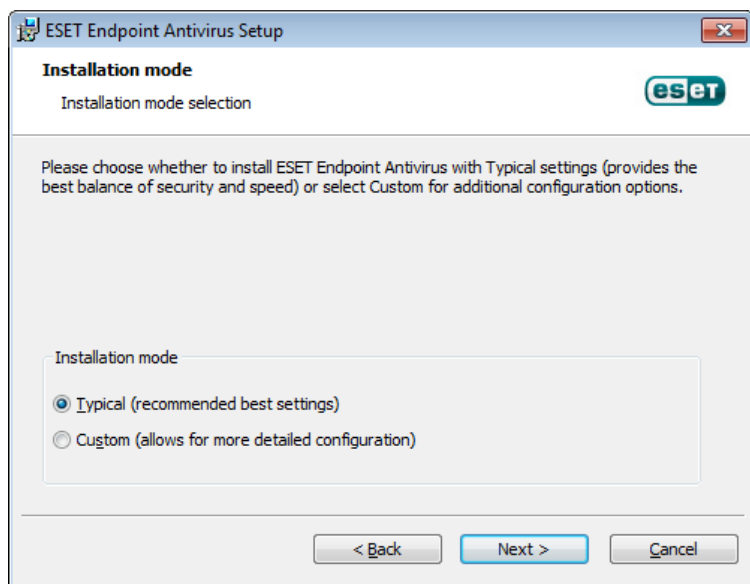 ESET Endpoint Antivirus Setup
Installation mode
Installation mode selection
eseT
Please choose whether to install ESET Endpoint Antivirus with Typical settings (provides the
best balance of security and speed) or select Custom for additional configuration options.
Installation mode
Typical (recommended best settings)
Custom (allows for more detailed configuration)
< Back
Next >
Cancel